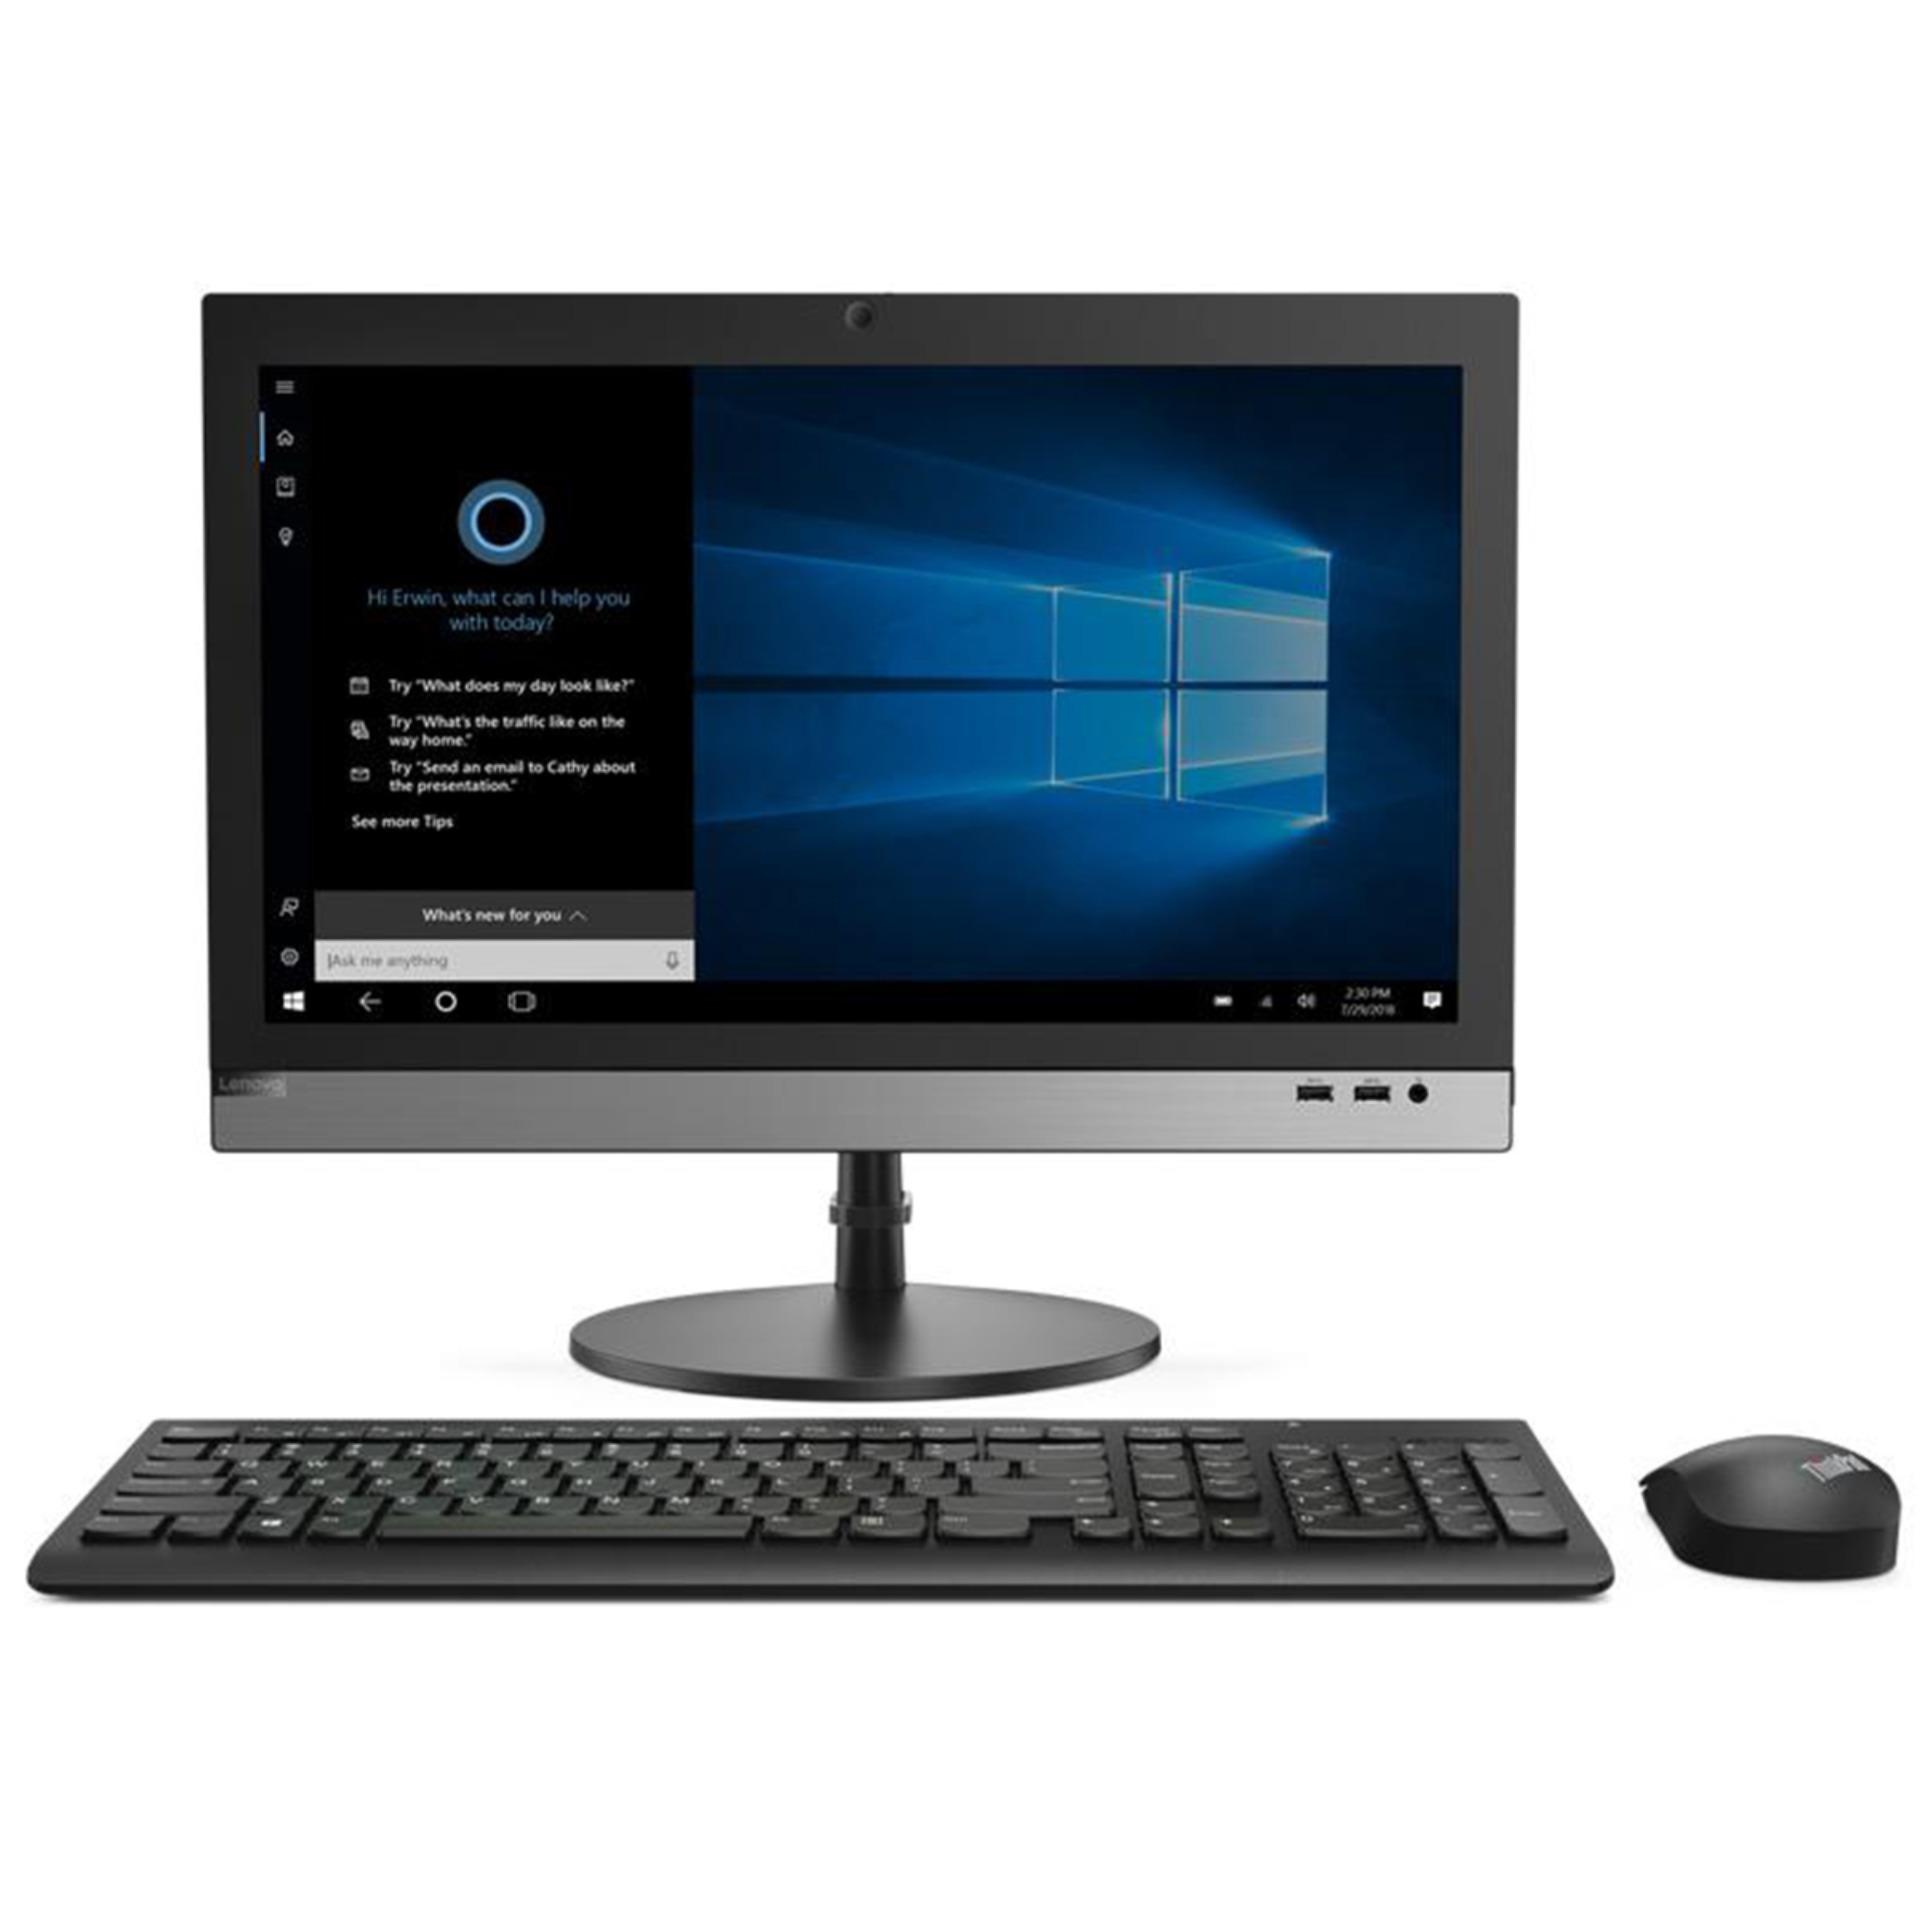 Hi Erwin, what can I help you
with today?
Try "What does my day look like?"
Try "What's the traffic like on the
way home."
Try "Send an email to Cathy about
the presentation."
See more Tips
What's new for you
Ask me anything
2:30 PM
7/29/2018
Lenovo
Q W E R T Y U I O P
A S D F G H J K L
Z X C V B N M
ThinkPad